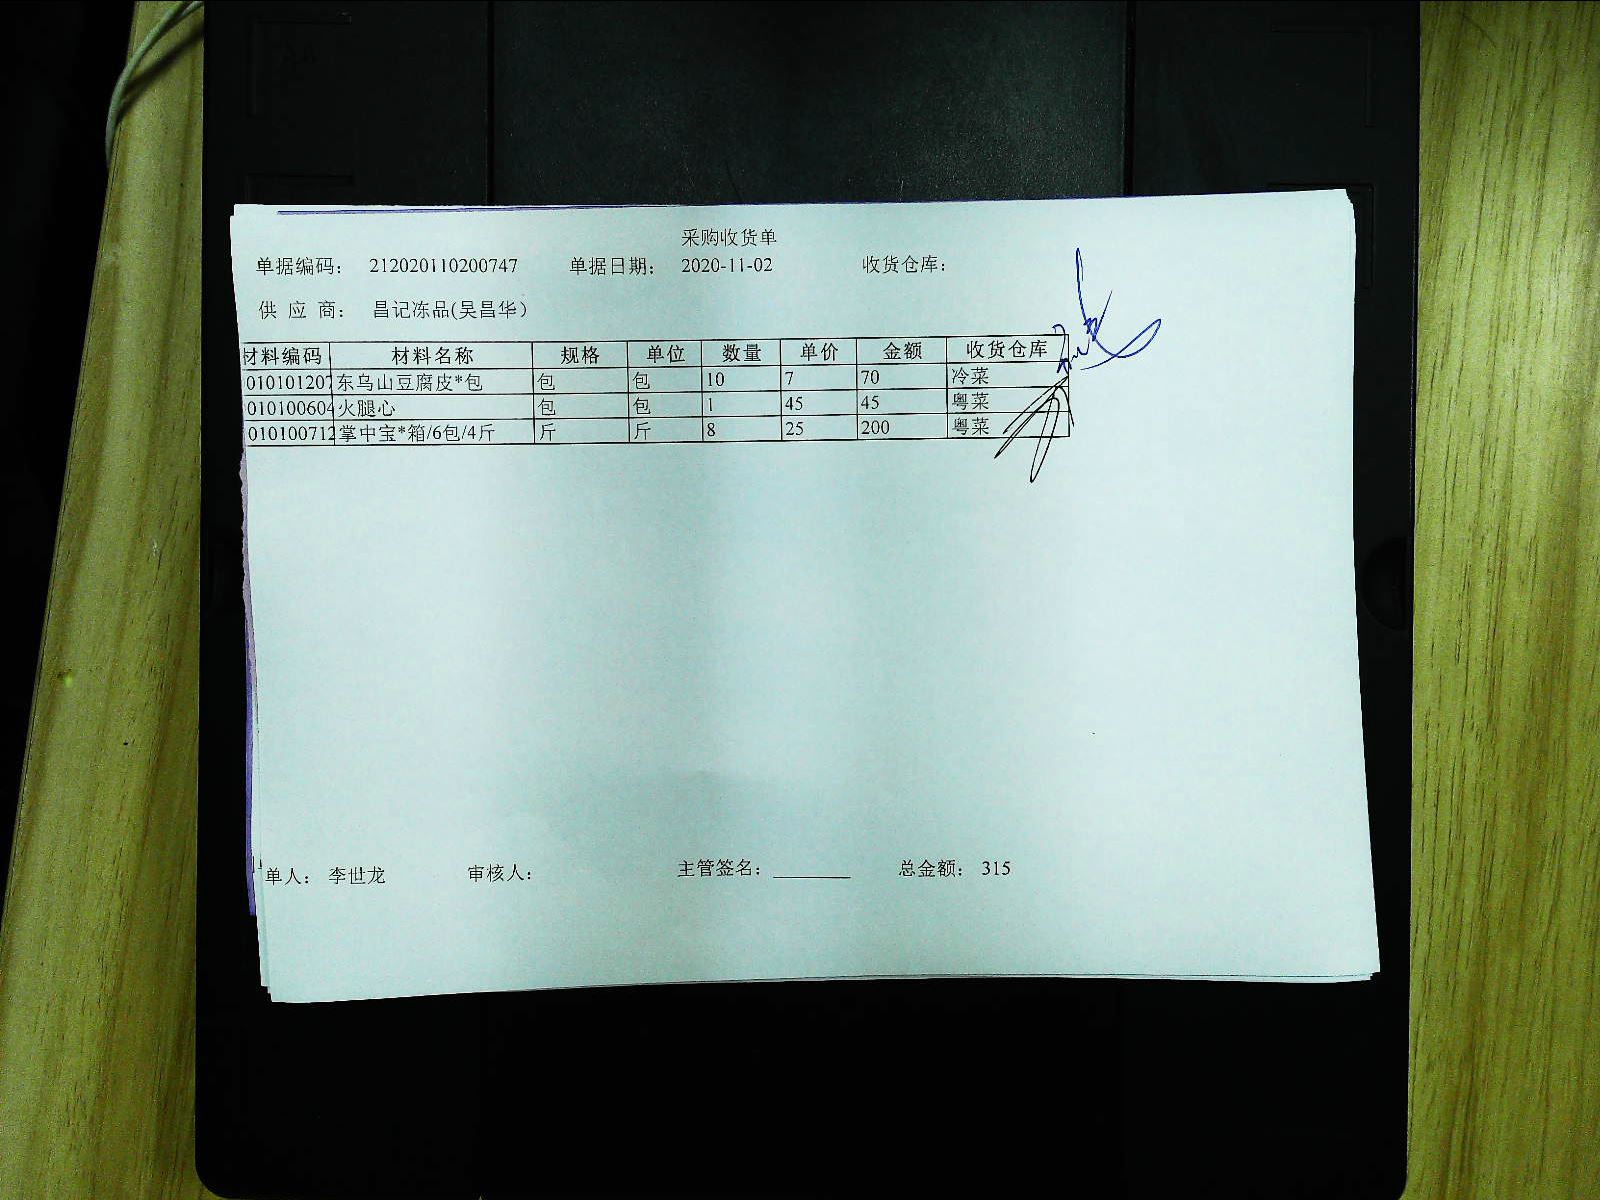 采购收货单
单据编码： 212020110200747 单据日期： 2020-11-02 收货仓库：
供 应 商： 昌记冻品(吴昌华)
材料编码 材料名称 规格 单位 数量 单价 金额 收货仓库
010101207 东乌山豆腐皮*包 包 包 10 7 70 冷菜
010100604 火腿心 包 包 1 45 45 粤菜
010100712 掌中宝*箱/6包/4斤 斤 斤 8 25 200 粤菜
单人： 李世龙 审核人： 主管签名： 总金额： 315